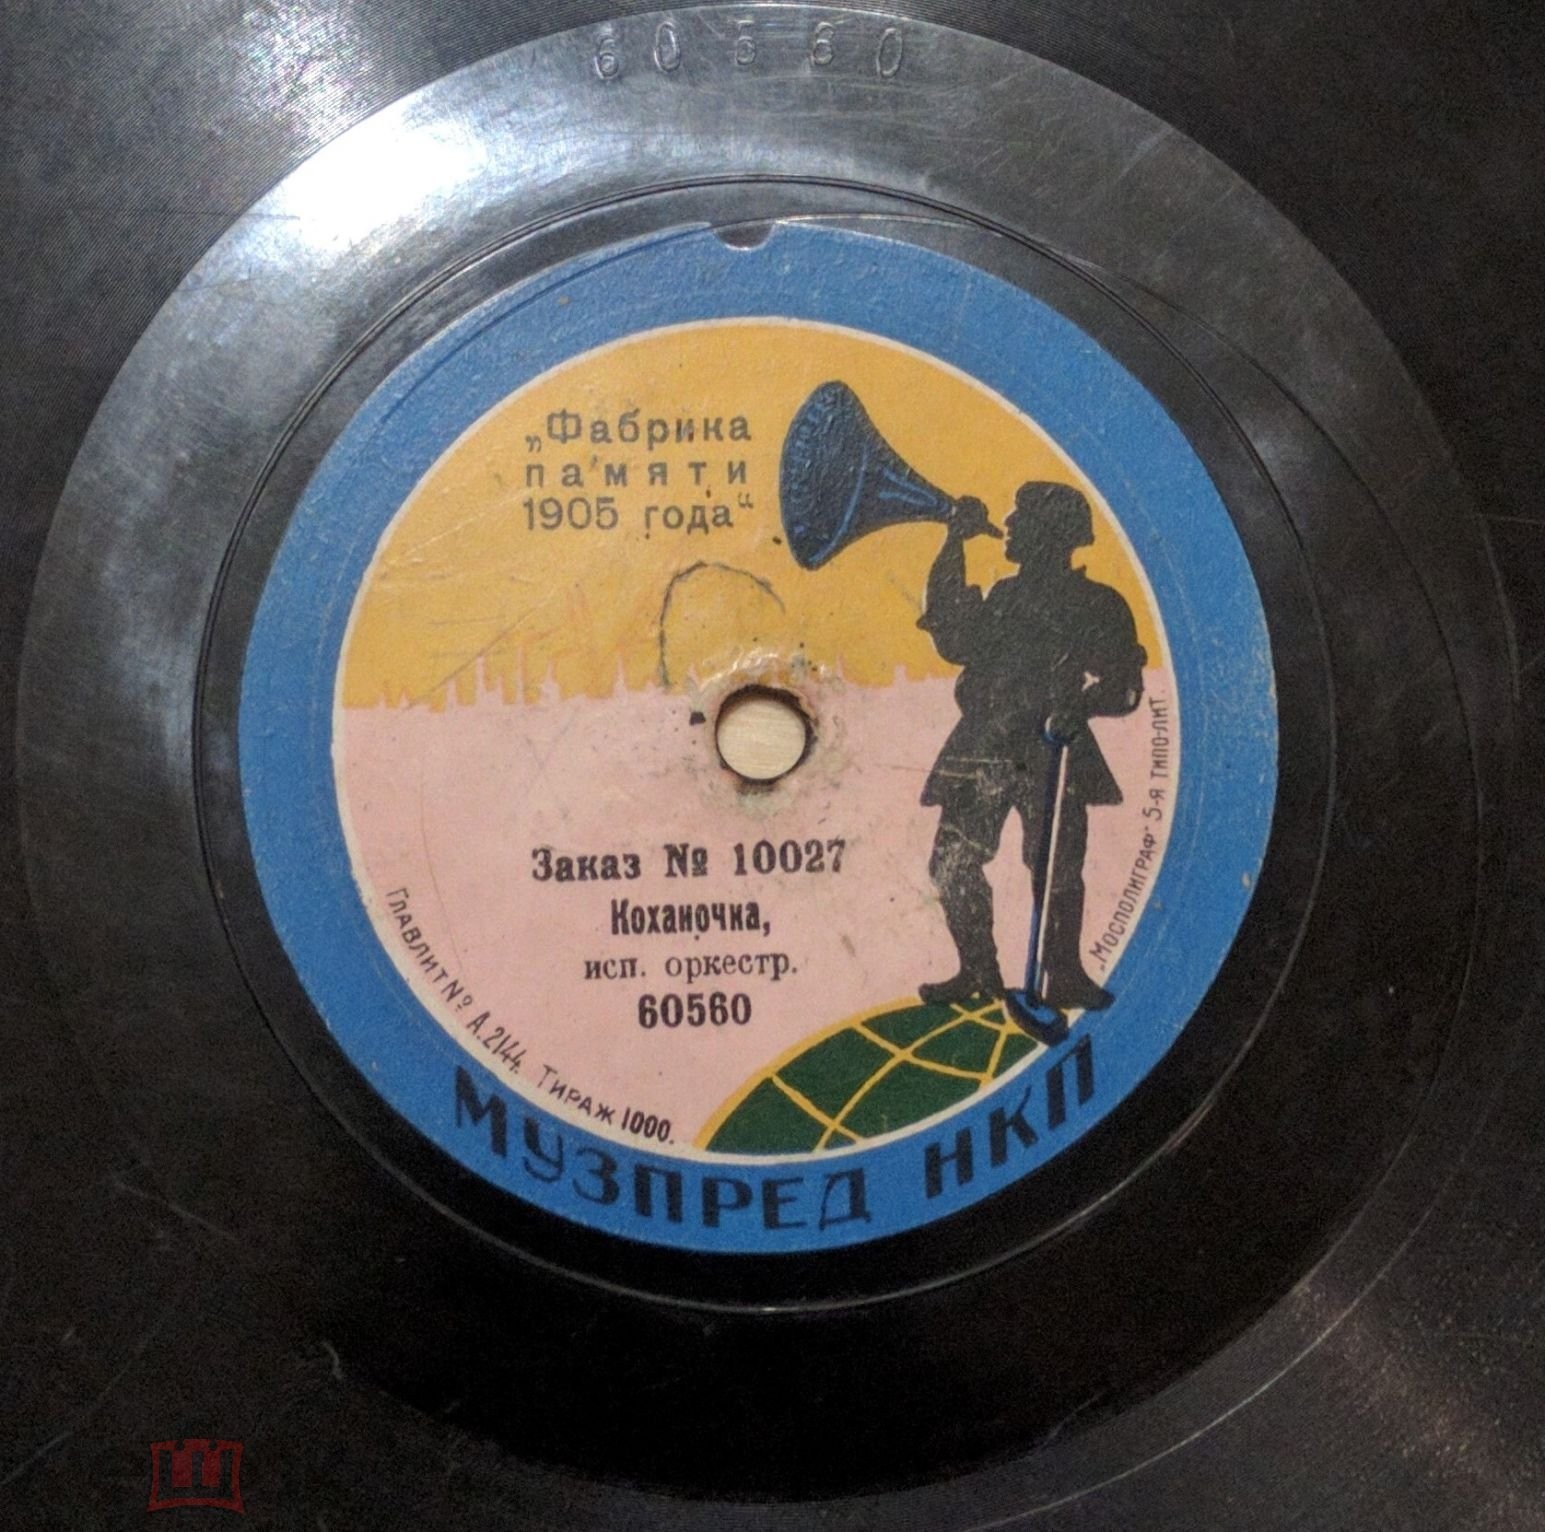 60560
„Фабрика
памяти
1905 года“
Заказ № 10027
Коханочка,
исп. оркестр.
60560
Главлит № А.2144. Тираж 1000.
„Мосполиграф“ 5-я типо-лит.
МУЗПРЕД НКП